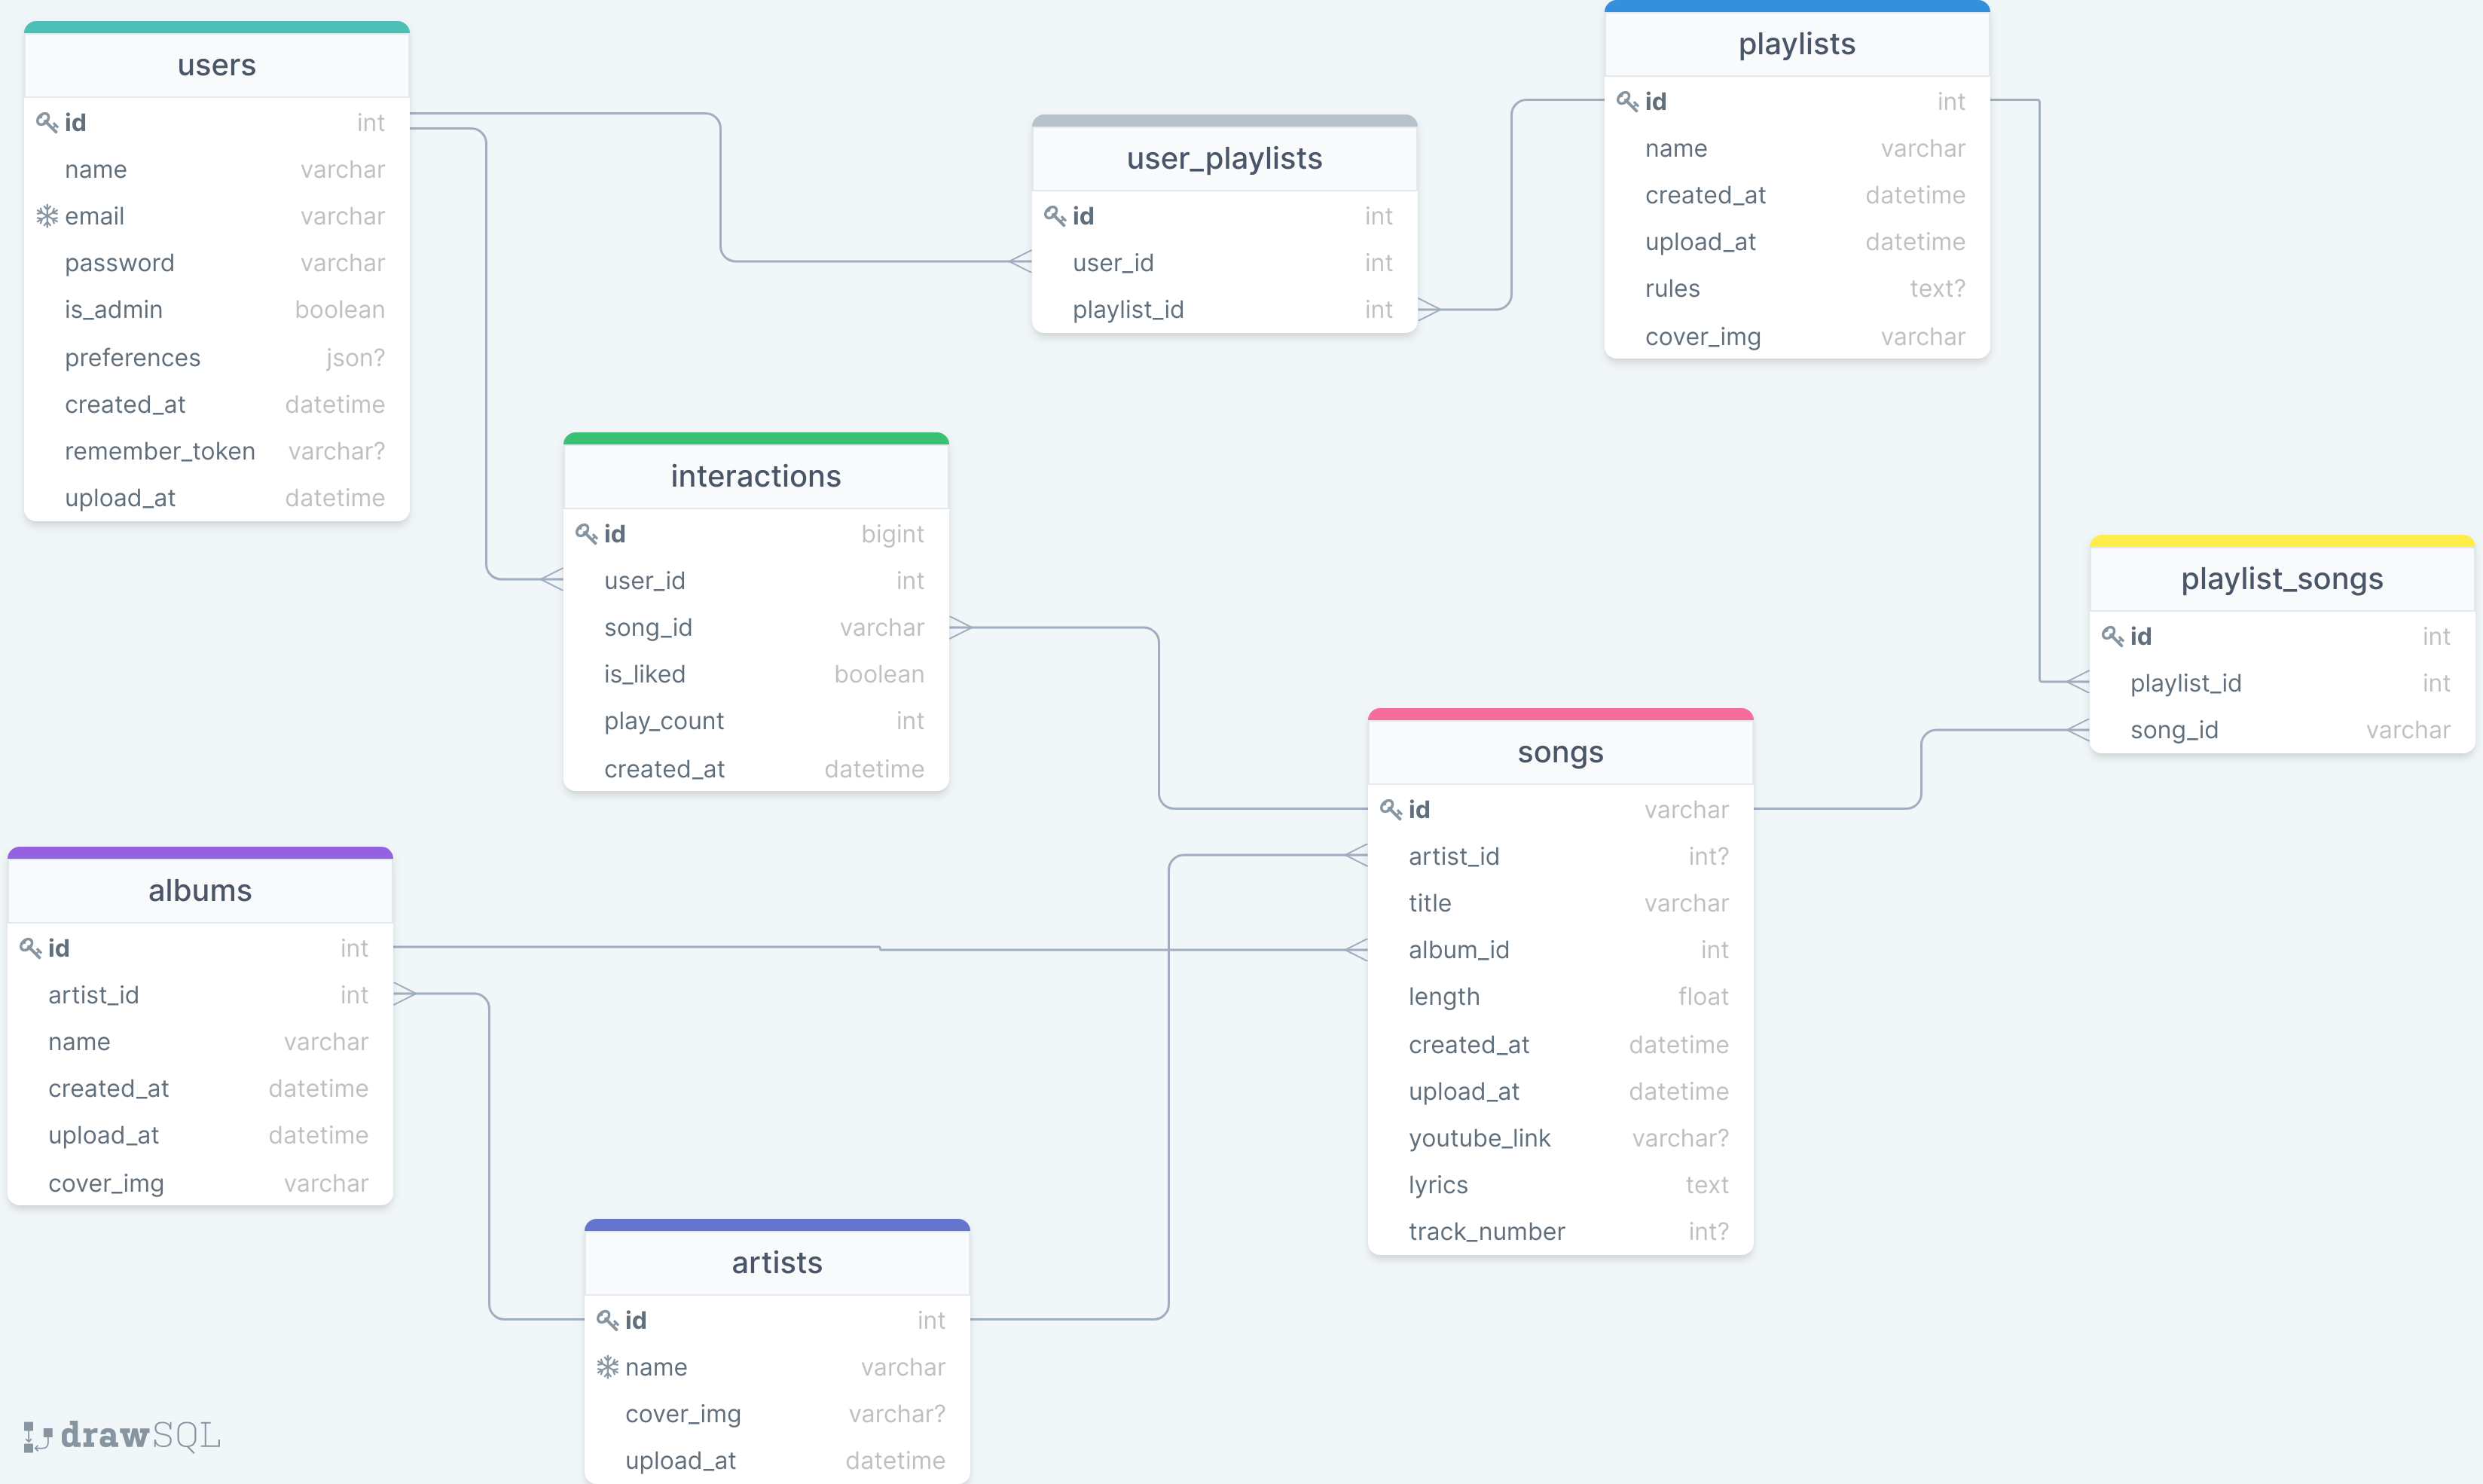 users
id int
name varchar
email varchar
password varchar
is_admin boolean
preferences json?
created_at datetime
remember_token varchar?
upload_at datetime
user_playlists
id int
user_id int
playlist_id int
playlists
id int
name varchar
created_at datetime
upload_at datetime
rules text?
cover_img varchar
interactions
id bigint
user_id int
song_id varchar
is_liked boolean
play_count int
created_at datetime
playlist_songs
id int
playlist_id int
song_id varchar
songs
id varchar
artist_id int?
title varchar
album_id int
length float
created_at datetime
upload_at datetime
youtube_link varchar?
lyrics text
track_number int?
albums
id int
artist_id int
name varchar
created_at datetime
upload_at datetime
cover_img varchar
artists
id int
name varchar
cover_img varchar?
upload_at datetime
drawSQL